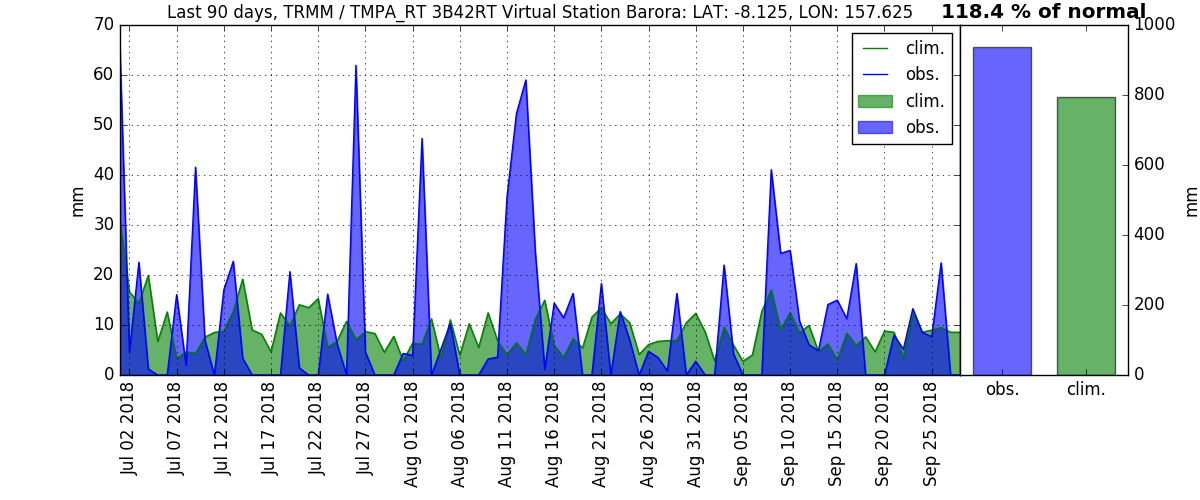 Last 90 days, TRMM / TMPA_RT 3B42RT Virtual Station Barora: LAT: -8.125, LON: 157.625
118.4 % of normal
70
60
50
40
30
20
10
0
mm
clim.
obs.
clim.
obs.
1000
800
600
400
200
0
mm
obs.
clim.
Jul 02 2018
Jul 07 2018
Jul 12 2018
Jul 17 2018
Jul 22 2018
Jul 27 2018
Aug 01 2018
Aug 06 2018
Aug 11 2018
Aug 16 2018
Aug 21 2018
Aug 26 2018
Aug 31 2018
Sep 05 2018
Sep 10 2018
Sep 15 2018
Sep 20 2018
Sep 25 2018